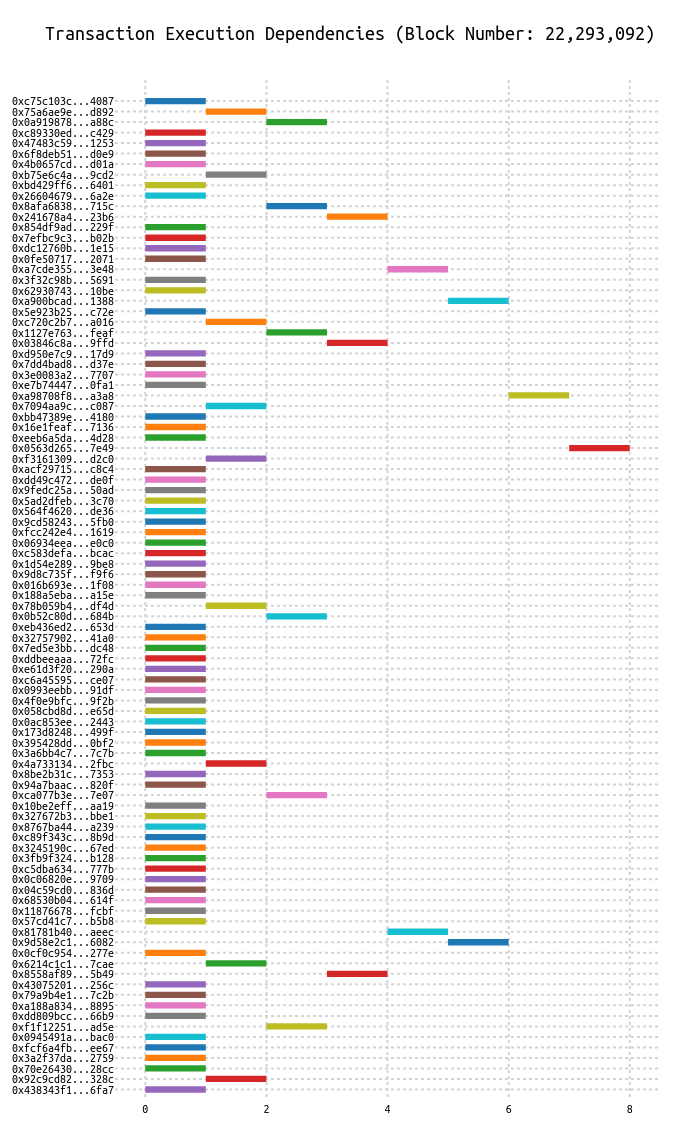 Transaction Execution Dependencies (Block Number: 22,293,092)
0xc75c103c...4087
0x75a6ae9e...d892
0x0a919878...a88c
0xc89330ed...c429
0x47483c59...1253
0x6f8deb51...d0e9
0x4b0657cd...d01a
0xb75e6c4a...9cd2
0xbd429ff6...6401
0x26604679...6a2e
0x8afa6838...715c
0x241678a4...23b6
0x854df9ad...229f
0x7efbc9c3...b02b
0xdc12760b...1e15
0x0fe50717...2071
0xa7cde355...3e48
0x3f32c98b...5691
0x62930743...10be
0xa900bcad...1388
0x5e923b25...c72e
0xc720c2b7...a016
0x1127e763...feaf
0x03846c8a...9ffd
0xd950e7c9...17d9
0x7dd4bad8...d37e
0x3e0083a2...7707
0xe7b74447...0fa1
0xa98708f8...a3a8
0x7094aa9c...c087
0xbb47389e...4180
0x16e1feaf...7136
0xeeb6a5da...4d28
0x0563d265...7e49
0xf3161309...d2c0
0xacf29715...c8c4
0xdd49c472...de0f
0x9fedc25a...50ad
0x5ad2dfeb...3c70
0x564f4620...de36
0x9cd58243...5fb0
0xfcc242e4...1619
0x06934eea...e0c0
0xc583defa...bcac
0x1d54e289...9be8
0x9d8c735f...f9f6
0x016b693e...1f08
0x188a5eba...a15e
0x78b059b4...df4d
0x0b52c80d...684b
0xeb436ed2...653d
0x32757902...41a0
0x7ed5e3bb...dc48
0xddbeeaaa...72fc
0xe61d3f20...290a
0xc6a45595...ce07
0x0993eebb...91df
0x4f0e9bfc...9f2b
0x058cbd8d...e65d
0x0ac853ee...2443
0x173d8248...499f
0x395428dd...0bf2
0x3a6bb4c7...7c7b
0x4a733134...2fbc
0x8be2b31c...7353
0x94a7baac...820f
0xca077b3e...7e07
0x10be2eff...aa19
0x327672b3...bbe1
0x8767ba44...a239
0xc89f343c...8b9d
0x3245190c...67ed
0x3fb9f324...b128
0xc5dba634...777b
0x0c06820e...9709
0x04c59cd0...836d
0x68530b04...614f
0x11876678...fcbf
0x57cd41c7...b5b8
0x81781b40...aeec
0x9d58e2c1...6082
0x0cf0c954...277e
0x6214c1c1...7cae
0x8558af89...5b49
0x43075201...256c
0x79a9b4e1...7c2b
0xa188a834...8895
0xdd809bcc...66b9
0xf1f12251...ad5e
0x0945491a...bac0
0xfcf6a4fb...ee67
0x3a2f37da...2759
0x70e26430...28cc
0x92c9cd82...328c
0x438343f1...6fa7
0 2 4 6 8